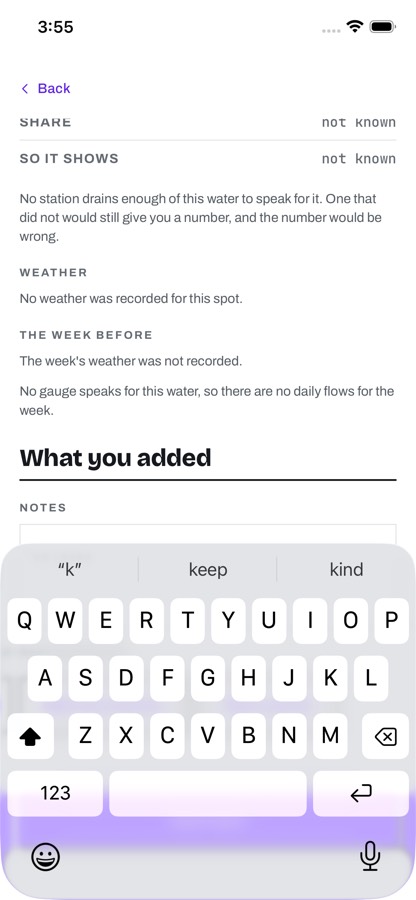 3:55
Back
SHARE not known
SO IT SHOWS not known
No station drains enough of this water to speak for it. One that
did not would still give you a number, and the number would be
wrong.
WEATHER
No weather was recorded for this spot.
THE WEEK BEFORE
The week's weather was not recorded.
No gauge speaks for this water, so there are no daily flows for the
week.
What you added
NOTES
“k” keep kind
Q W E R T Y U I O P
A S D F G H J K L
Z X C V B N M
123